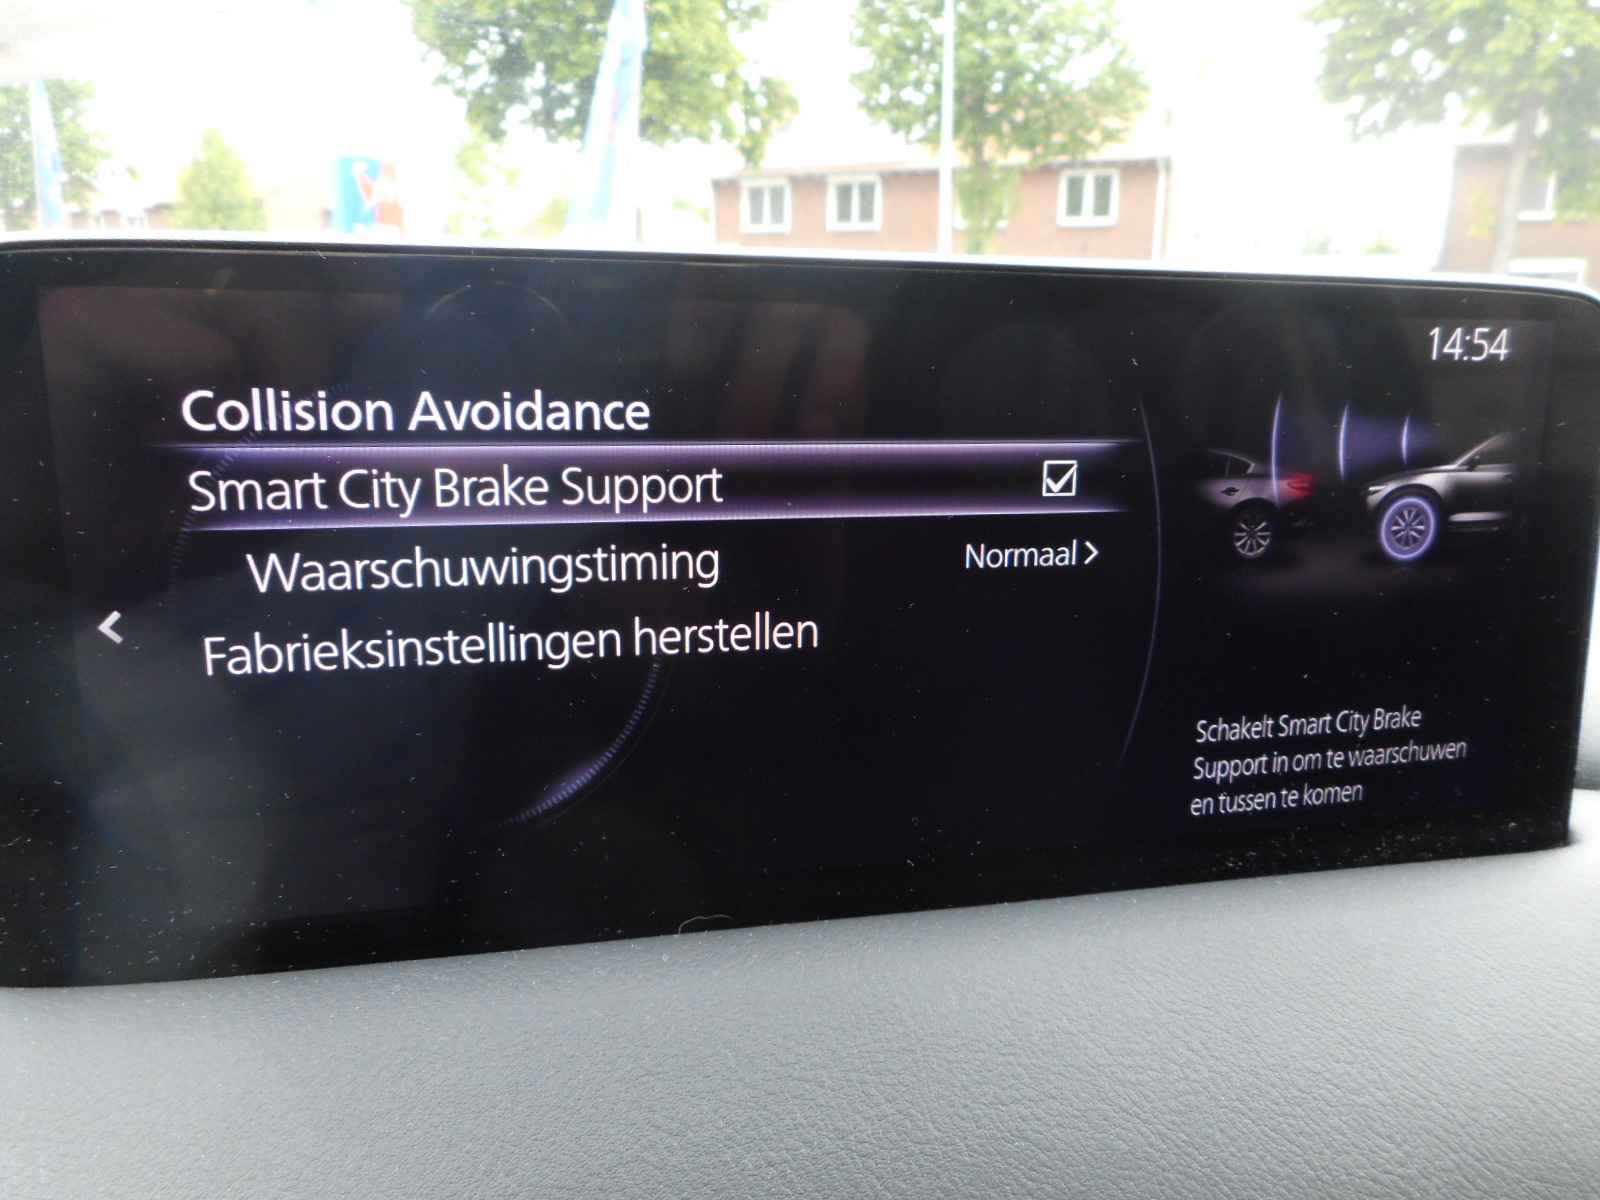 14:54
Collision Avoidance
Smart City Brake Support
Waarschuwingstiming Normaal
Fabrieksinstellingen herstellen
Schakelt Smart City Brake
Support in om te waarschuwen
en tussen te komen